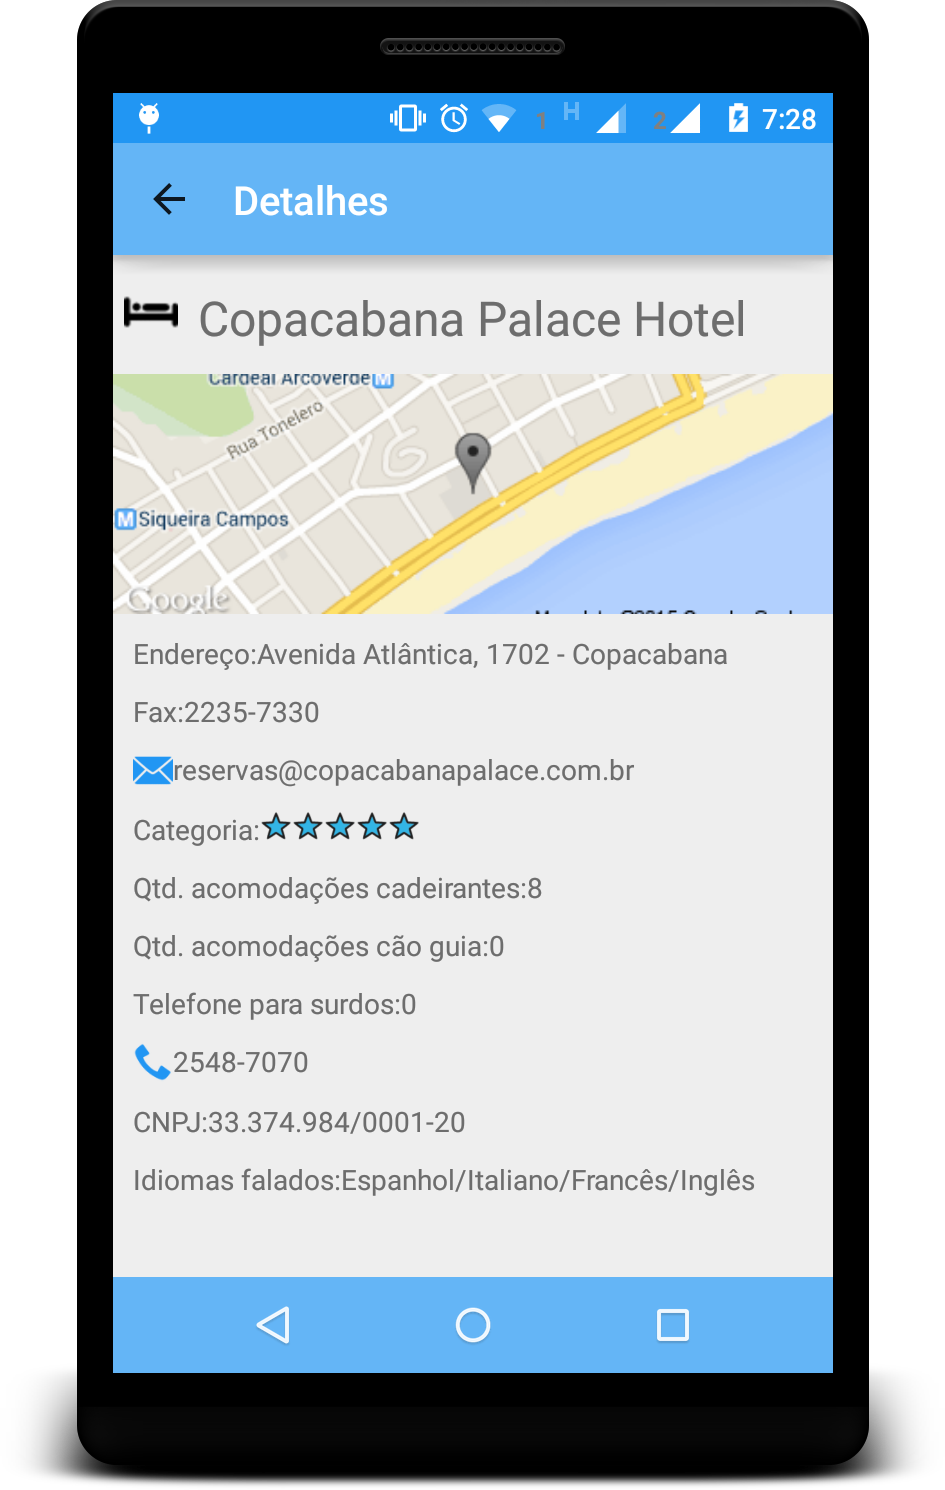 1 H 2 7:28
Detalhes
Copacabana Palace Hotel
Cardeal Arcoverde M
Rua Tonelero
M Siqueira Campos
Google
Endereço:Avenida Atlântica, 1702 - Copacabana
Fax:2235-7330
reservas@copacabanapalace.com.br
Categoria:
Qtd. acomodações cadeirantes:8
Qtd. acomodações cão guia:0
Telefone para surdos:0
2548-7070
CNPJ:33.374.984/0001-20
Idiomas falados:Espanhol/Italiano/Francês/Inglês